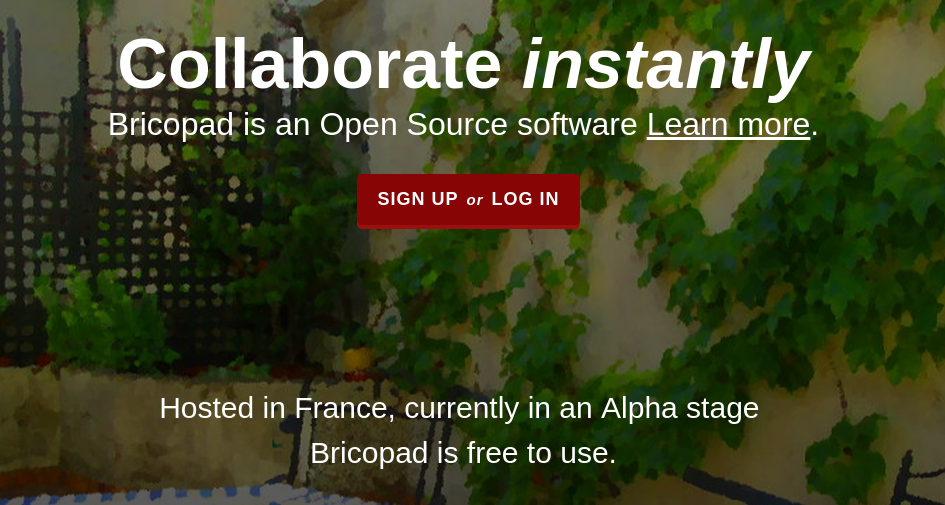 Collaborate instantly
Bricopad is an Open Source software Learn more.
SIGN UP or LOG IN
Hosted in France, currently in an Alpha stage
Bricopad is free to use.